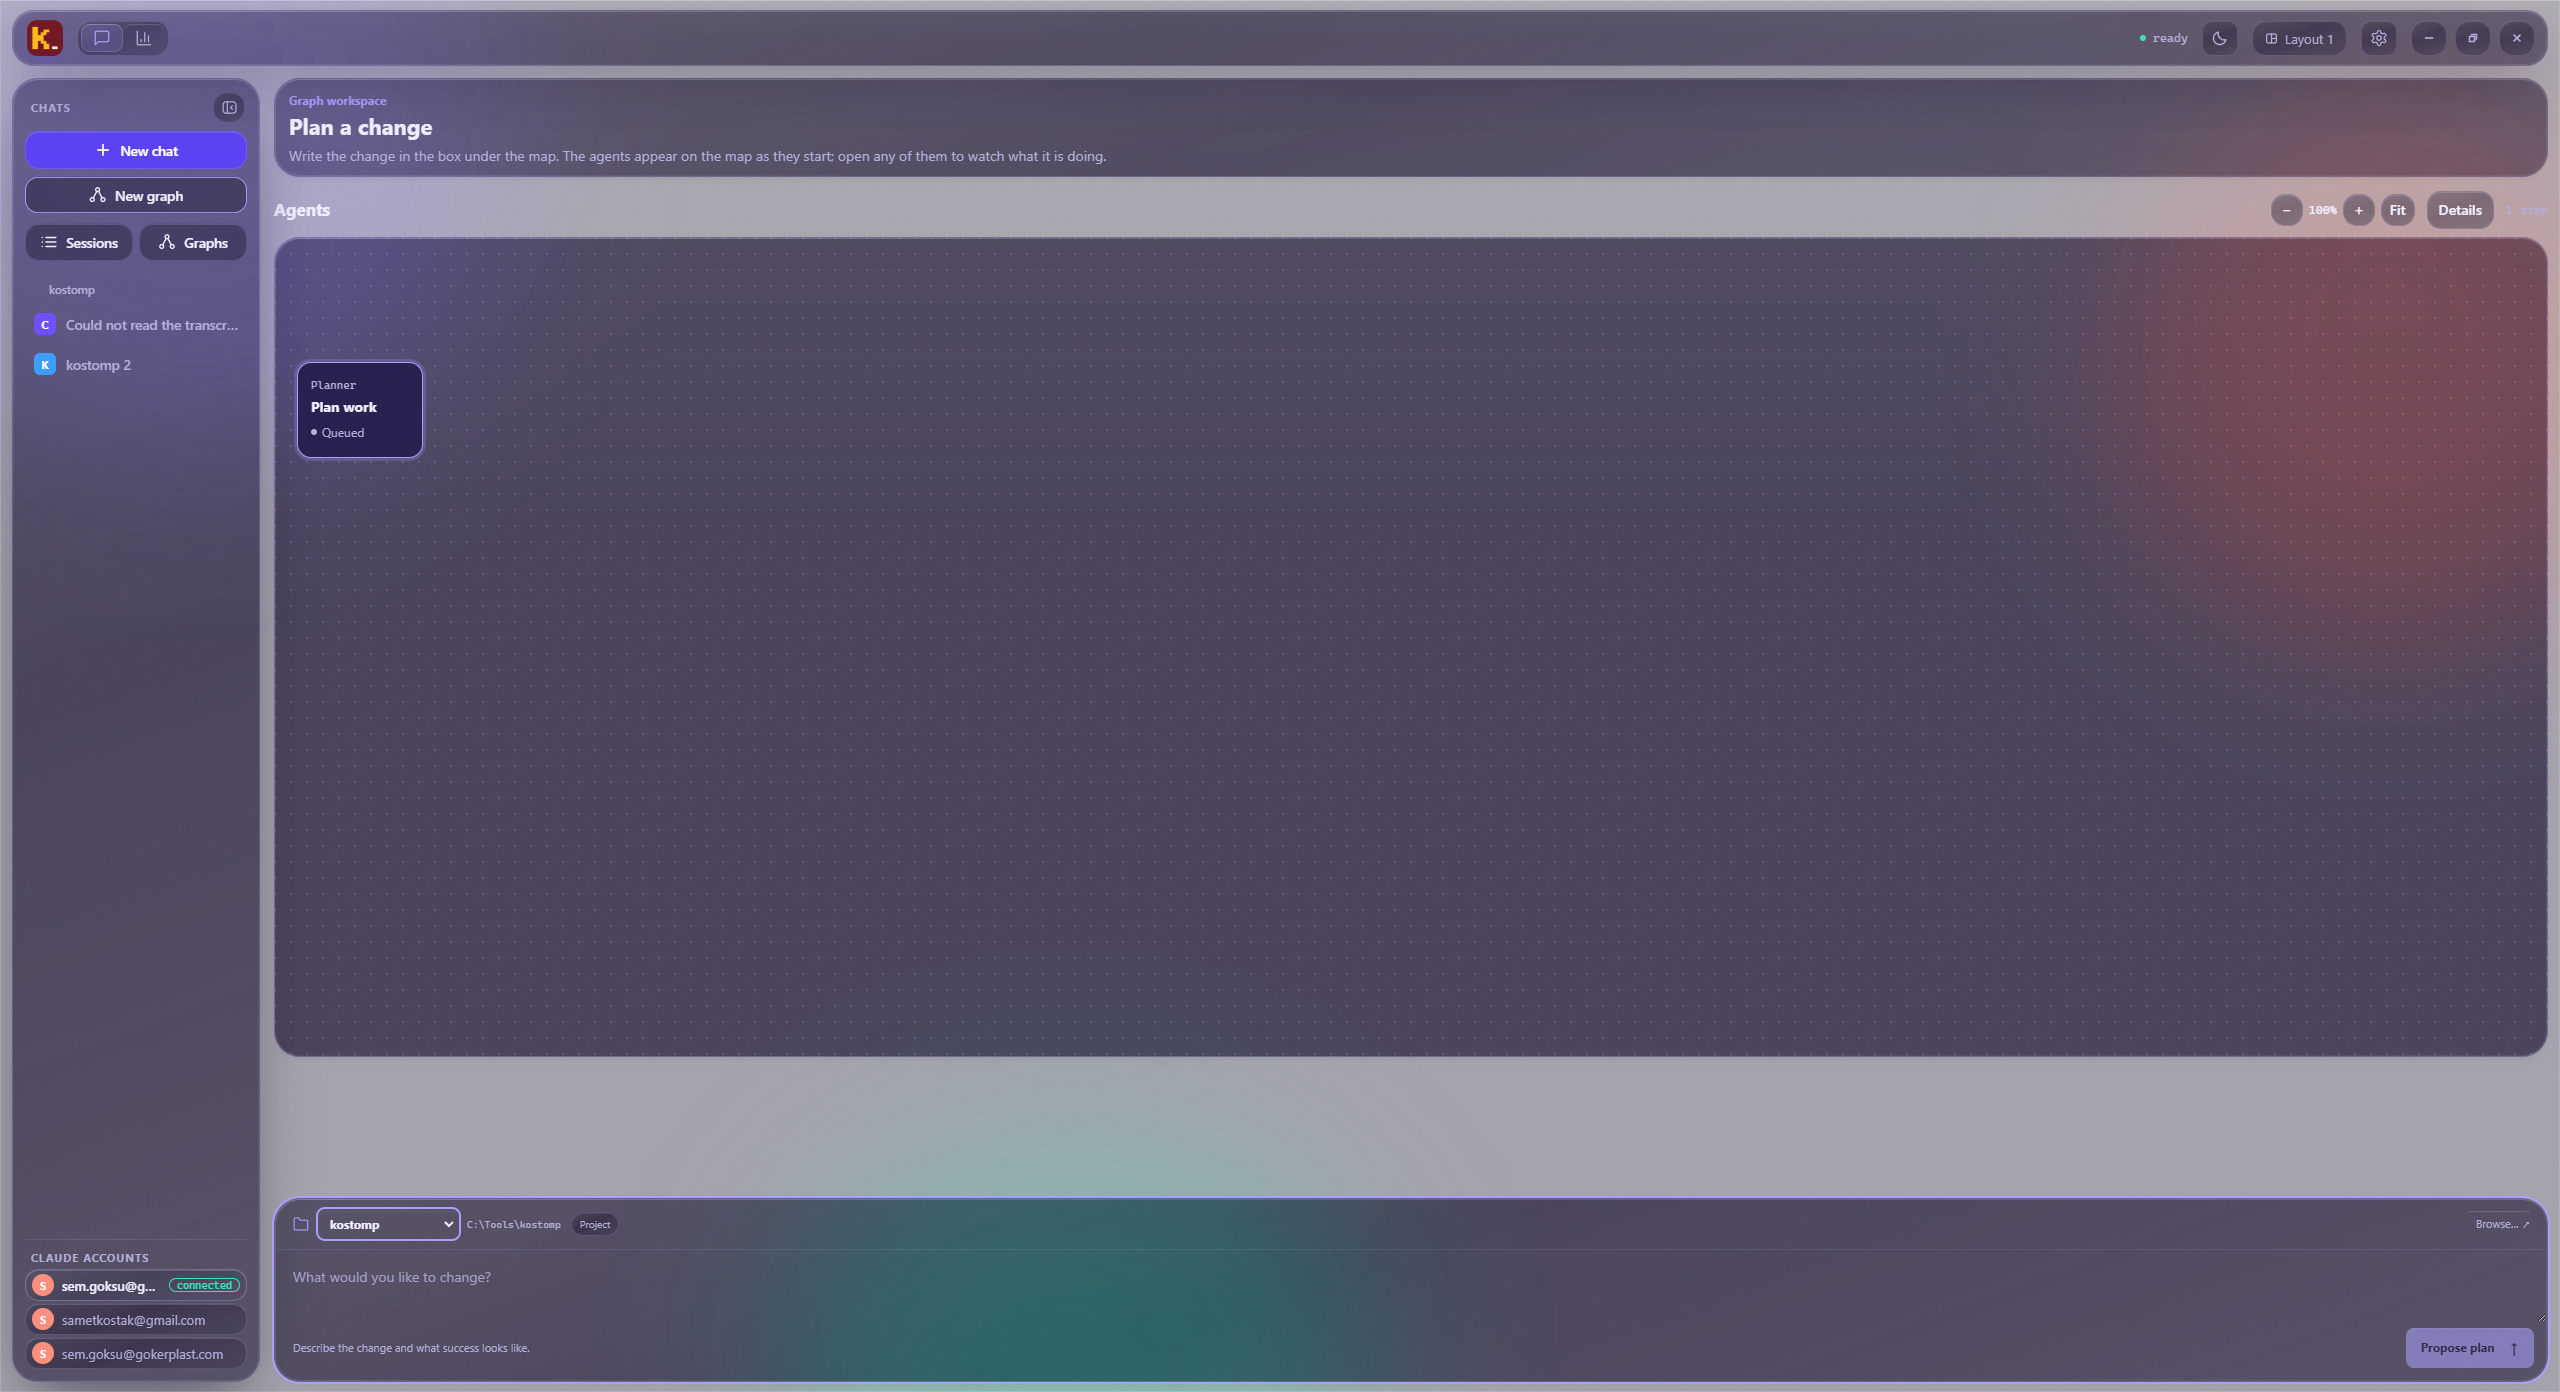 K.
ready
Layout 1
CHATS
New chat
New graph
Sessions
Graphs
kostomp
C
Could not read the transcr...
K
kostomp 2
CLAUDE ACCOUNTS
S
sem.goksu@g...
connected
S
sametkostak@gmail.com
S
sem.goksu@gokerplast.com
Graph workspace
Plan a change
Write the change in the box under the map. The agents appear on the map as they start; open any of them to watch what it is doing.
Agents
− 100% + Fit Details 1 step
Planner
Plan work
Queued
kostomp C:\Tools\kostomp Project Browse... ↗
What would you like to change?
Describe the change and what success looks like.
Propose plan ↑